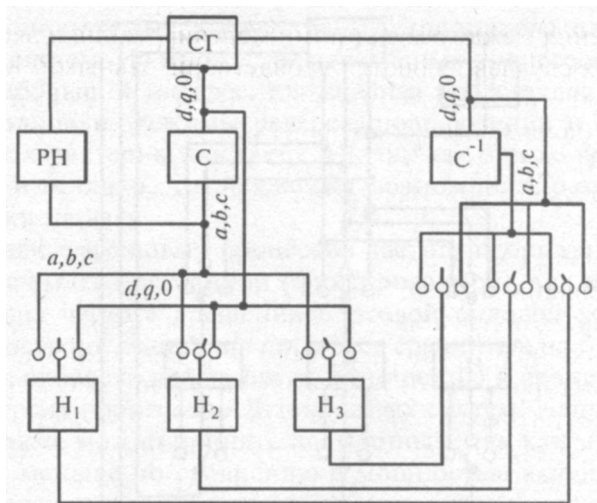 СГ
d,q,0
d,q,0
РН
С
С⁻¹
a,b,c
a,b,c
a,b,c
d,q,0
Н₁
Н₂
Н₃